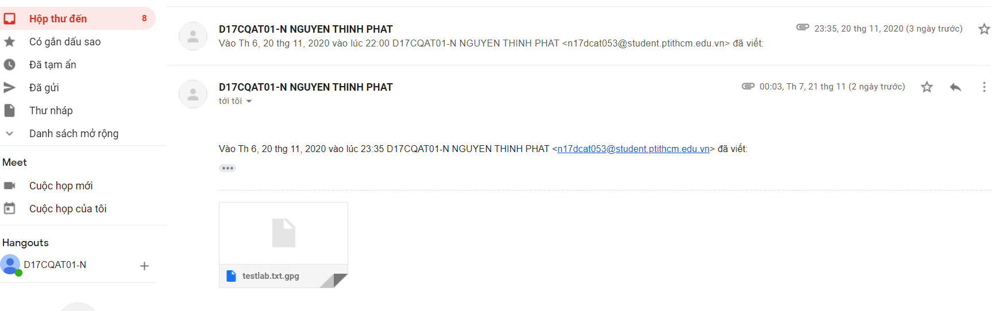 Hộp thư đến 8
Có gắn dấu sao
Đã tạm ẩn
Đã gửi
Thư nháp
Danh sách mở rộng
Meet
Cuộc họp mới
Cuộc họp của tôi
Hangouts
D17CQAT01-N
D17CQAT01-N NGUYEN THINH PHAT 23:35, 20 thg 11, 2020 (3 ngày trước)
Vào Th 6, 20 thg 11, 2020 vào lúc 22:00 D17CQAT01-N NGUYEN THINH PHAT <n17dcat053@student.ptithcm.edu.vn> đã viết:
D17CQAT01-N NGUYEN THINH PHAT 00:03, Th 7, 21 thg 11 (2 ngày trước)
tới tôi
Vào Th 6, 20 thg 11, 2020 vào lúc 23:35 D17CQAT01-N NGUYEN THINH PHAT <n17dcat053@student.ptithcm.edu.vn> đã viết:
testlab.txt.gpg